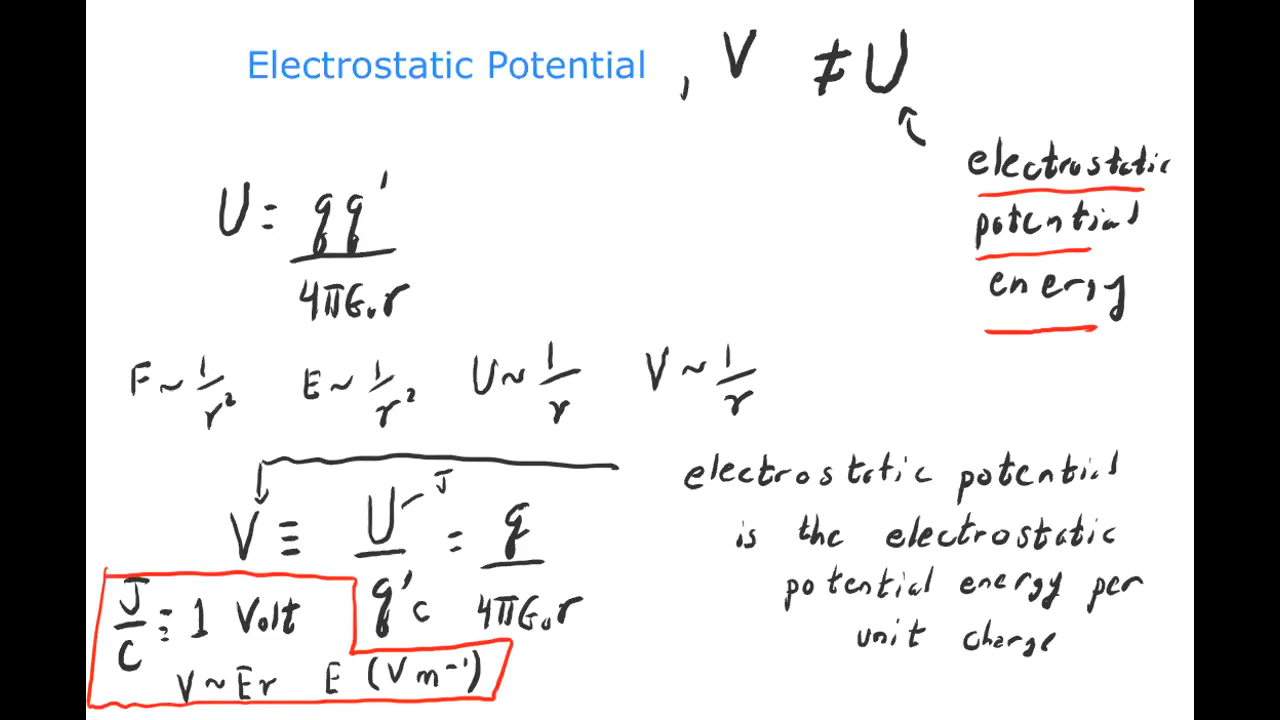 Electrostatic Potential , V ≠ U
electrostatic
potential
energy
U = qq' / 4πε₀r
F ~ 1/r² E ~ 1/r² U ~ 1/r V ~ 1/r
V ≡ U J / q' C = q / 4πε₀r
electrostatic potential
is the electrostatic
potential energy per
unit charge
J/C ≡ 1 Volt
V ~ Er E (V m⁻¹)